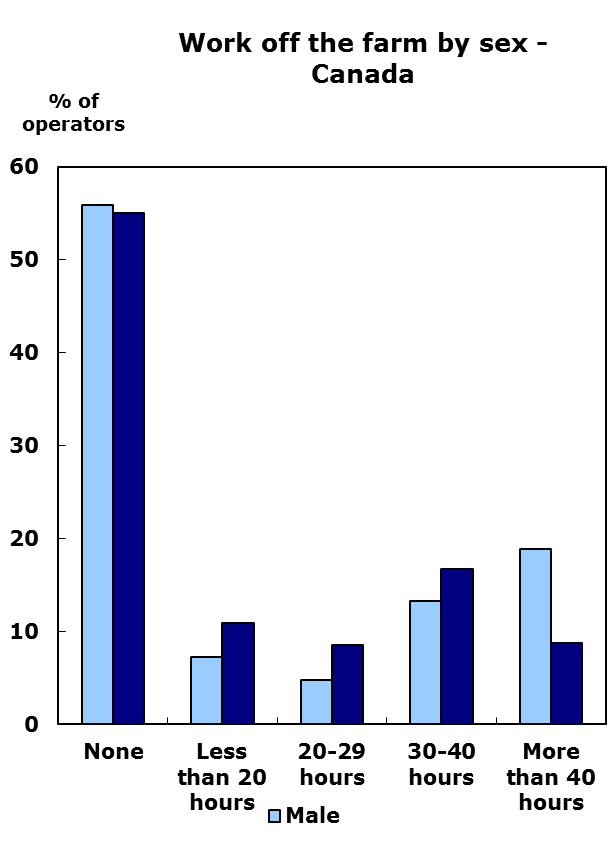 Work off the farm by sex -
Canada
% of
operators
60
50
40
30
20
10
0
None
Less
than 20
hours
20-29
hours
30-40
hours
More
than 40
hours
Male